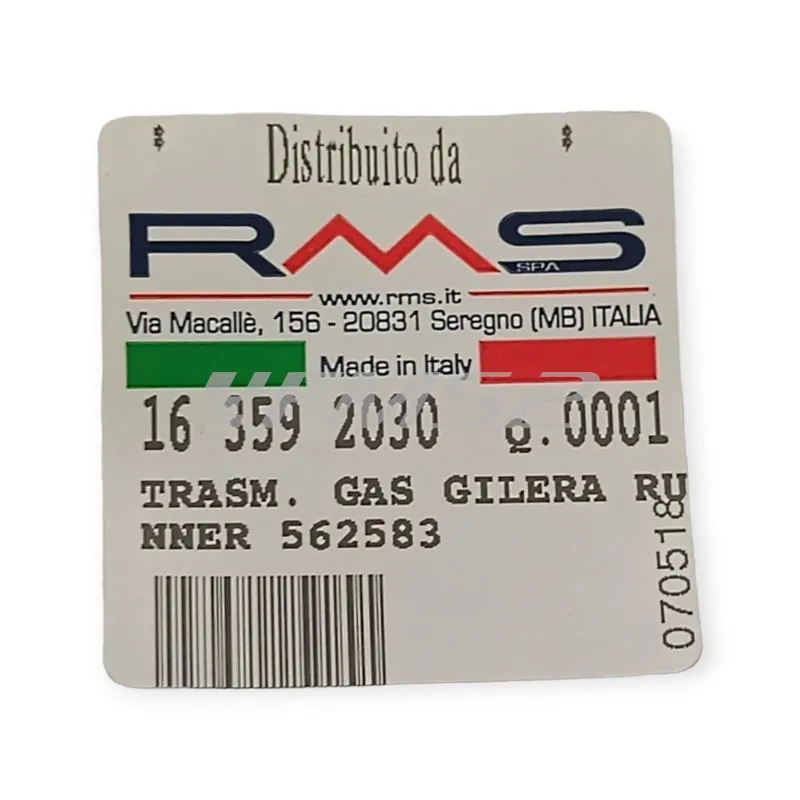 Distribuito da
RMS
SPA
www.rms.it
Via Macallè, 156 - 20831 Seregno (MB) ITALIA
Made in Italy
16 359 2030 Q.0001
TRASM. GAS GILERA RU
NNER 562583
070518